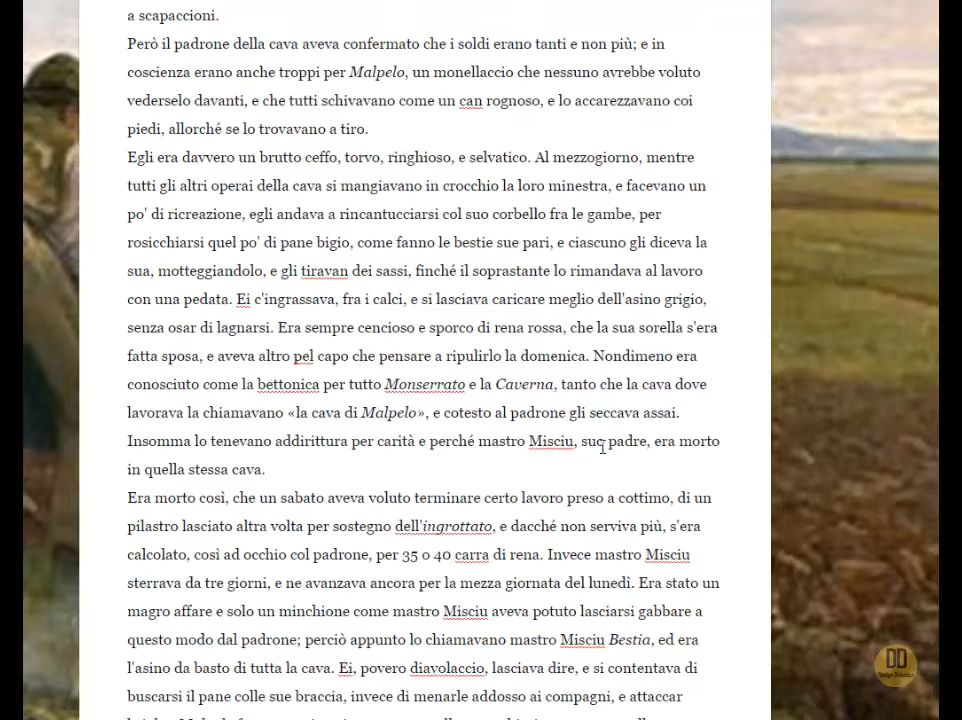 a scapaccioni.
Però il padrone della cava aveva confermato che i soldi erano tanti e non più; e in
coscienza erano anche troppi per Malpelo, un monellaccio che nessuno avrebbe voluto
vederselo davanti, e che tutti schivavano come un can rognoso, e lo accarezzavano coi
piedi, allorché se lo trovavano a tiro.
Egli era davvero un brutto ceffo, torvo, ringhioso, e selvatico. Al mezzogiorno, mentre
tutti gli altri operai della cava si mangiavano in crocchio la loro minestra, e facevano un
po' di ricreazione, egli andava a rincantucciarsi col suo corbello fra le gambe, per
rosicchiarsi quel po' di pane bigio, come fanno le bestie sue pari, e ciascuno gli diceva la
sua, motteggiandolo, e gli tiravan dei sassi, finché il soprastante lo rimandava al lavoro
con una pedata. Ei c'ingrassava, fra i calci, e si lasciava caricare meglio dell'asino grigio,
senza osar di lagnarsi. Era sempre cencioso e sporco di rena rossa, che la sua sorella s'era
fatta sposa, e aveva altro pel capo che pensare a ripulirlo la domenica. Nondimeno era
conosciuto come la bettonica per tutto Monserrato e la Caverna, tanto che la cava dove
lavorava la chiamavano «la cava di Malpelo», e cotesto al padrone gli seccava assai.
Insomma lo tenevano addirittura per carità e perché mastro Misciu, suo padre, era morto
in quella stessa cava.
Era morto così, che un sabato aveva voluto terminare certo lavoro preso a cottimo, di un
pilastro lasciato altra volta per sostegno dell'ingrottato, e dacché non serviva più, s'era
calcolato, così ad occhio col padrone, per 35 o 40 carra di rena. Invece mastro Misciu
sterrava da tre giorni, e ne avanzava ancora per la mezza giornata del lunedì. Era stato un
magro affare e solo un minchione come mastro Misciu aveva potuto lasciarsi gabbare a
questo modo dal padrone; perciò appunto lo chiamavano mastro Misciu Bestia, ed era
l'asino da basto di tutta la cava. Ei, povero diavolaccio, lasciava dire, e si contentava di
buscarsi il pane colle sue braccia, invece di menarle addosso ai compagni, e attaccar
DD